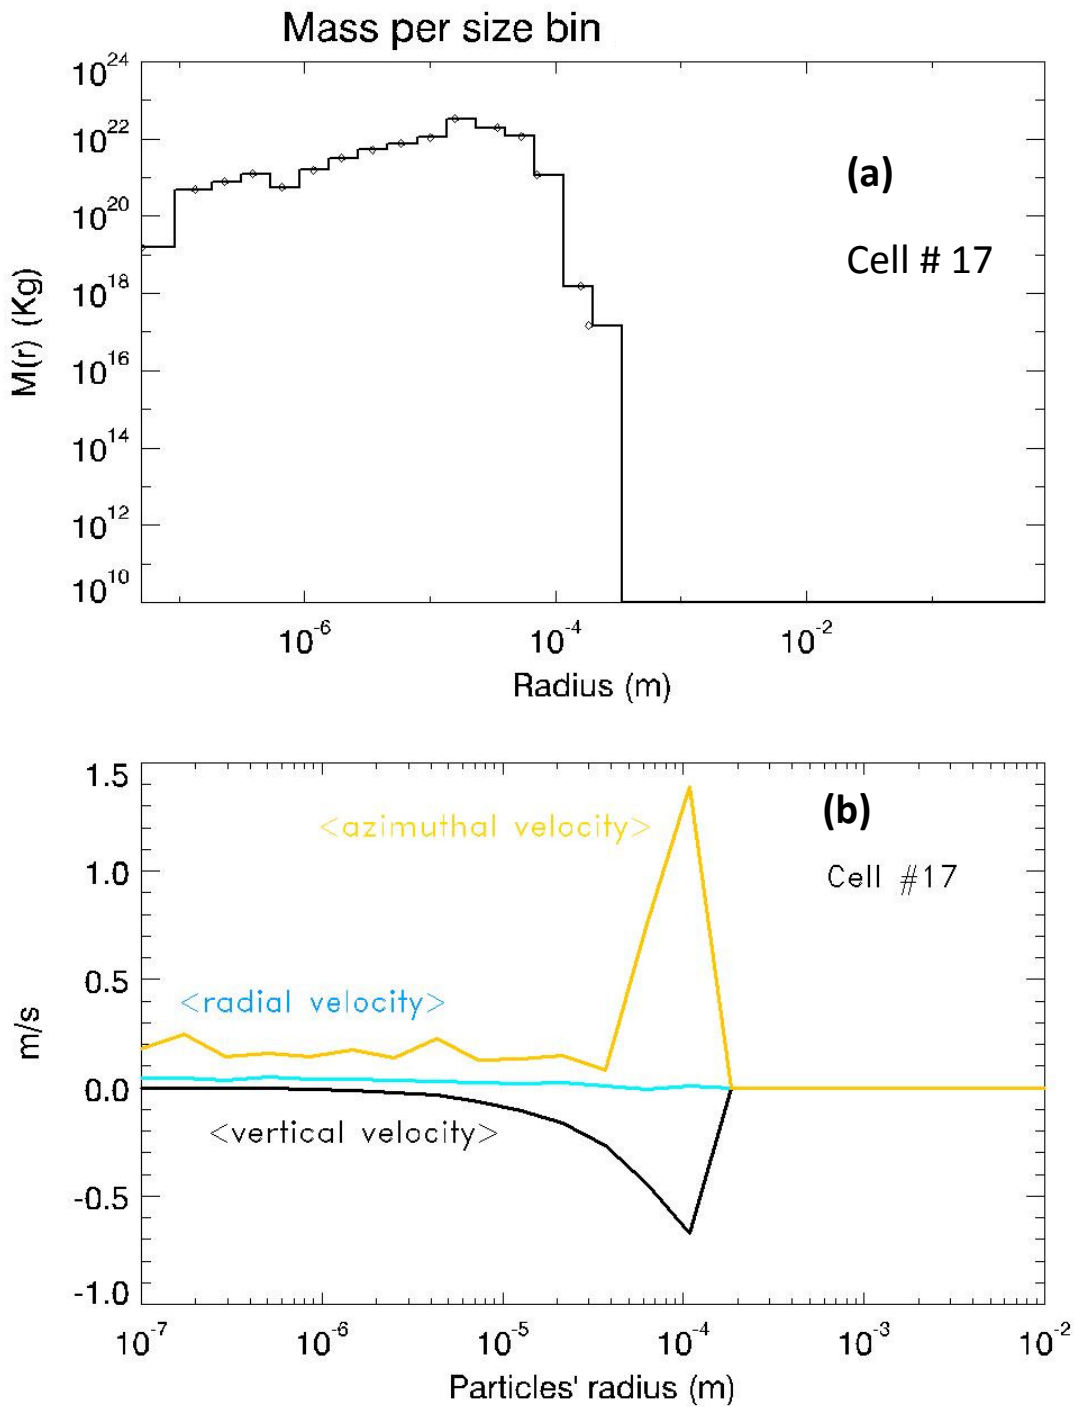 Mass per size bin
10^24
10^22
10^20
10^18
10^16
10^14
10^12
10^10
M(r) (Kg)
(a)
Cell # 17
10^-6
10^-4
10^-2
Radius (m)
1.5
1.0
0.5
0.0
-0.5
-1.0
m/s
<azimuthal velocity>
(b)
Cell #17
<radial velocity>
<vertical velocity>
10^-7
10^-6
10^-5
10^-4
10^-3
10^-2
Particles' radius (m)